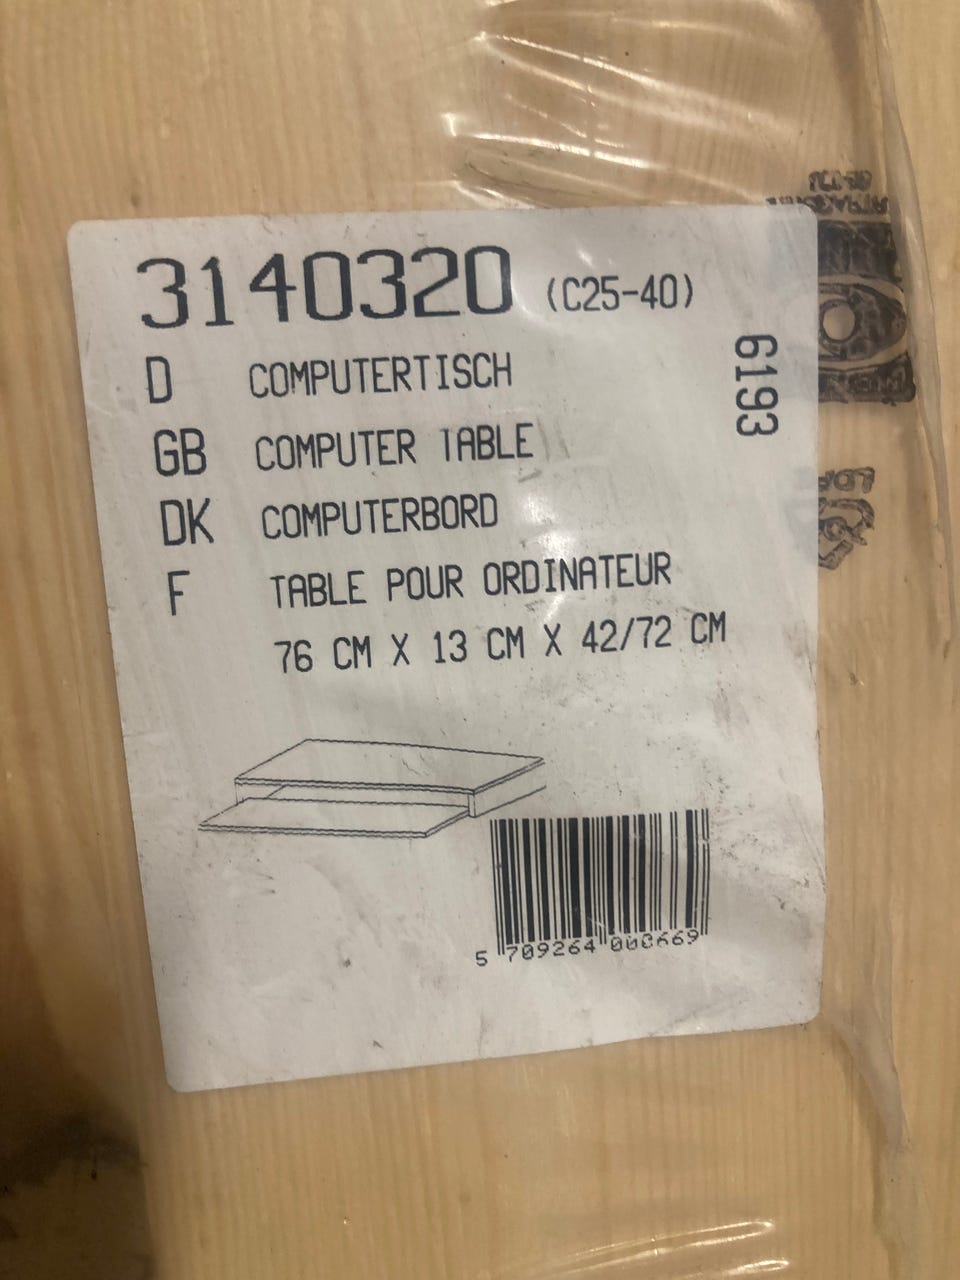 3140320 (C25-40)
6193
D COMPUTERTISCH
GB COMPUTER TABLE
DK COMPUTERBORD
F TABLE POUR ORDINATEUR
76 CM X 13 CM X 42/72 CM
5 709264 000669
LDPE